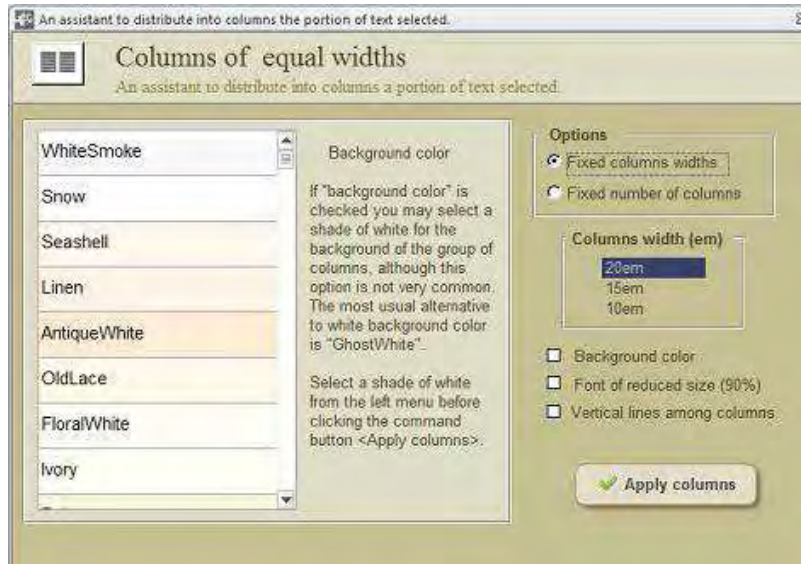 An assistant to distribute into columns the portion of text selected.
Columns of equal widths
An assistant to distribute into columns a portion of text selected.
WhiteSmoke
Snow
Seashell
Linen
AntiqueWhite
OldLace
FloralWhite
Ivory
Background color
If "background color" is
checked you may select a
shade of white for the
background of the group of
columns, although this
option is not very common.
The most usual alternative
to white background color
is "GhostWhite".
Select a shade of white
from the left menu before
clicking the command
button <Apply columns>.
Options
Fixed columns widths
Fixed number of columns
Columns width (em)
20em
15em
10em
Background color
Font of reduced size (90%)
Vertical lines among columns
Apply columns